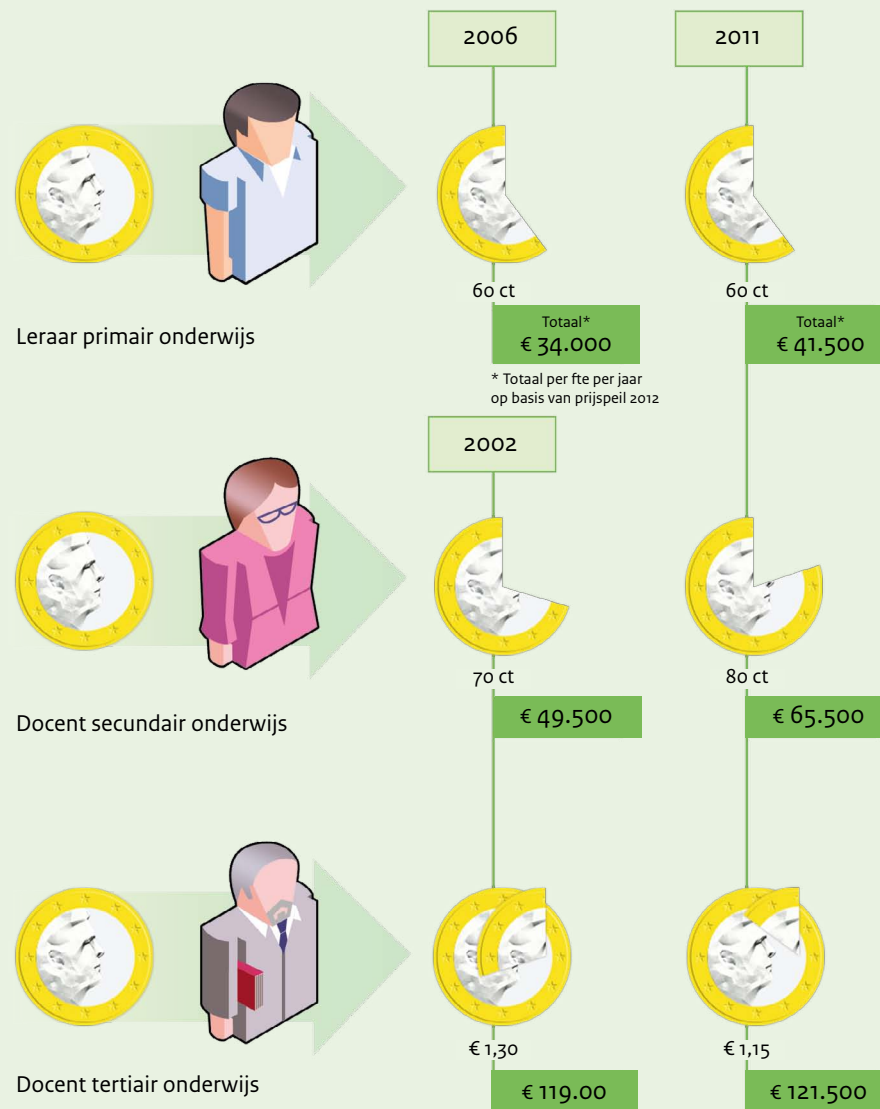 2006
2011
60 ct
60 ct
Leraar primair onderwijs
Totaal*
€ 34.000
Totaal*
€ 41.500
* Totaal per fte per jaar
op basis van prijspeil 2012
2002
70 ct
80 ct
Docent secundair onderwijs
€ 49.500
€ 65.500
€ 1,30
€ 1,15
Docent tertiair onderwijs
€ 119.00
€ 121.500